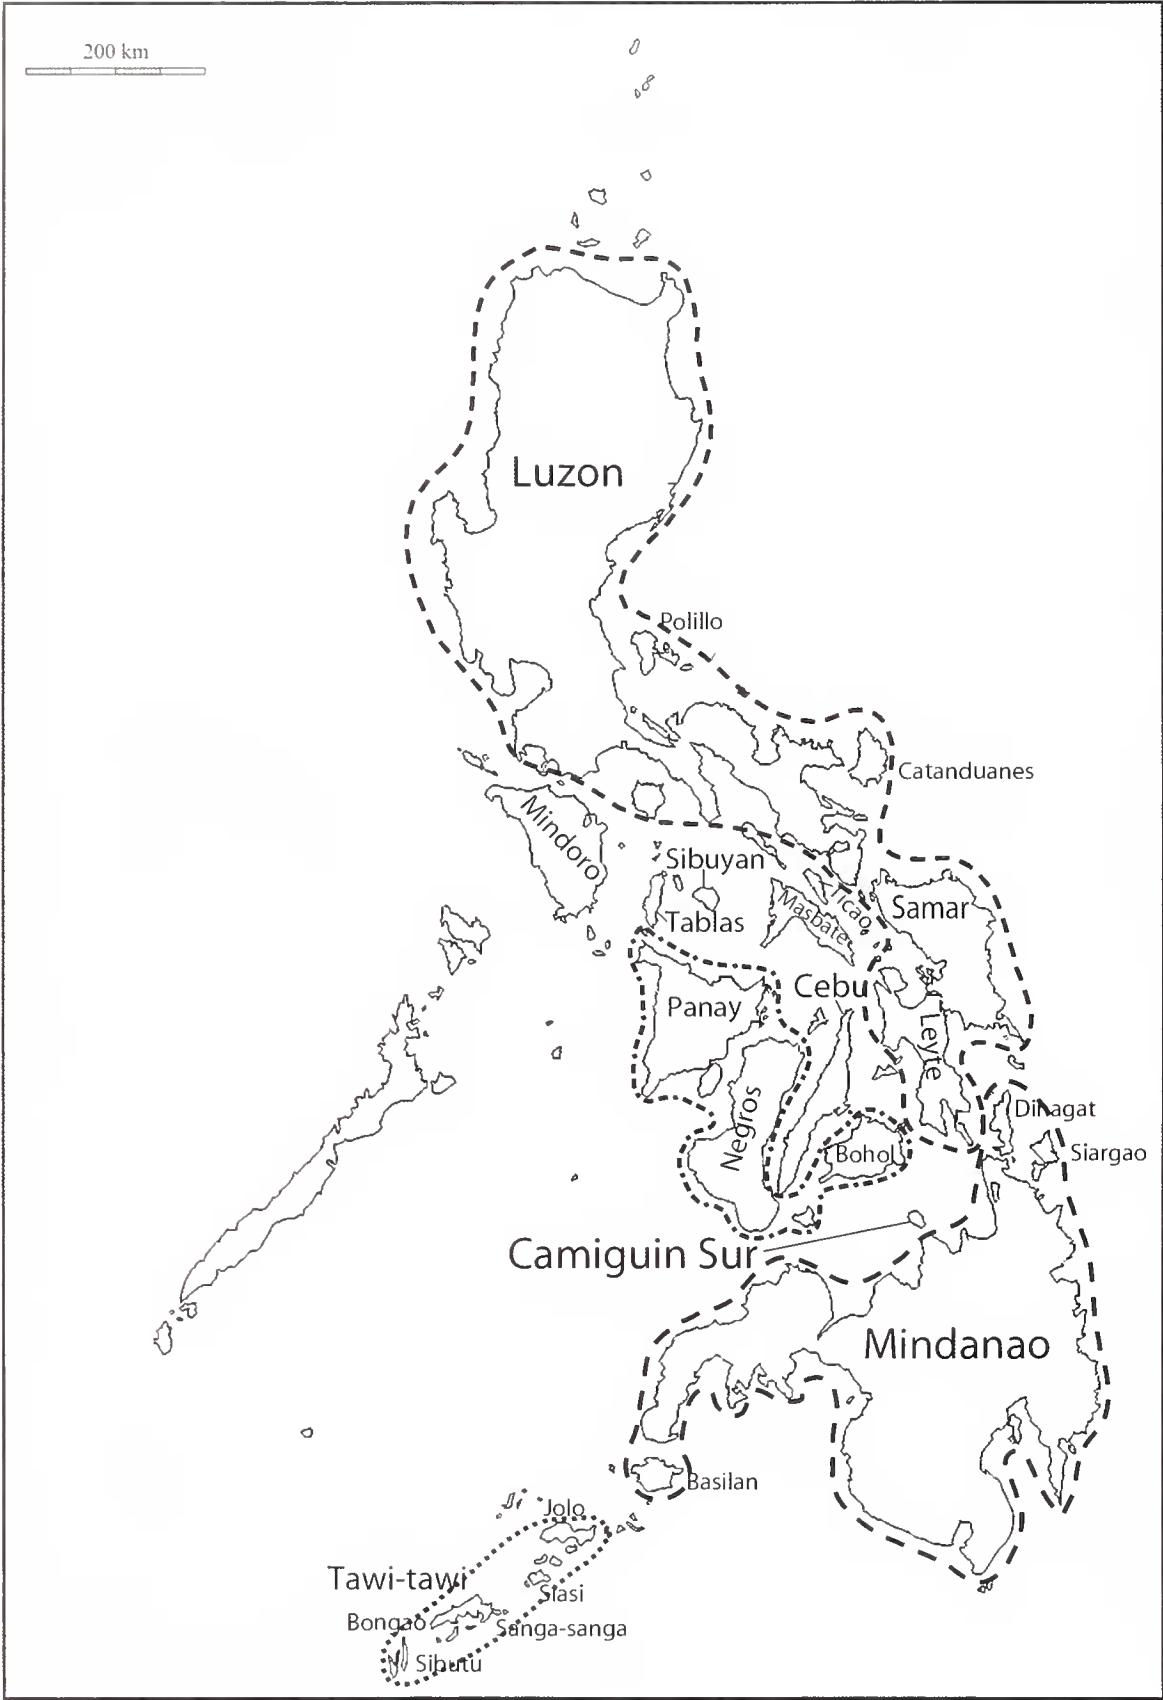 200 km
Luzon
Polillo
Catanduanes
Mindoro
Sibuyan
Ticao
Masbate
Samar
Tablas
Cebu
Panay
Leyte
Negros
Dinagat
Bohol
Siargao
Camiguin Sur
Mindanao
Basilan
Jolo
Tawi-tawi
Siasi
Bongao
Sanga-sanga
Sibutu